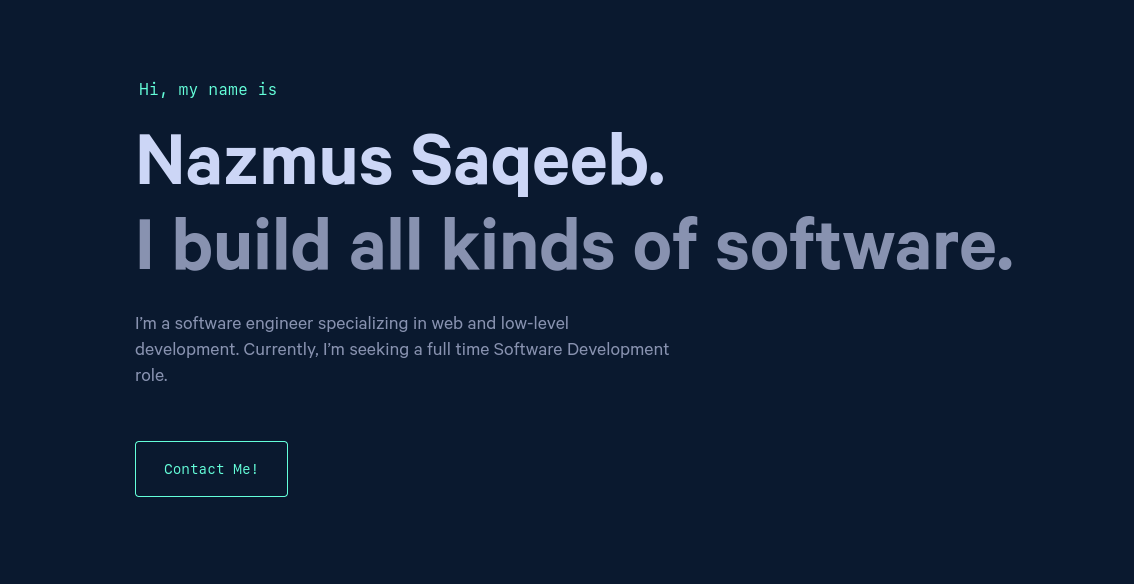 Hi, my name is
Nazmus Saqeeb.
I build all kinds of software.
I’m a software engineer specializing in web and low-level
development. Currently, I’m seeking a full time Software Development
role.
Contact Me!